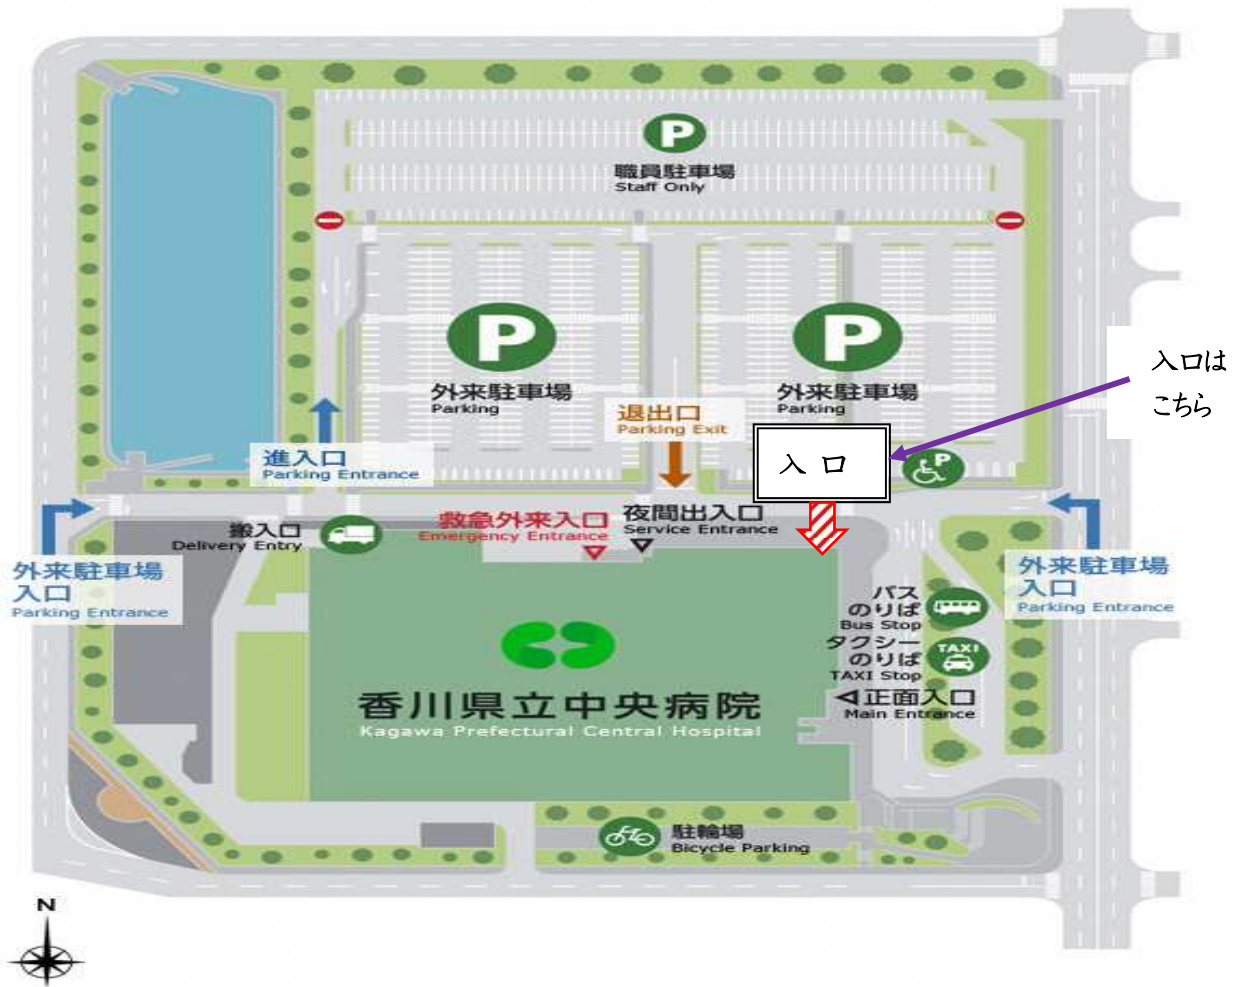 P
職員駐車場
Staff Only
P
外来駐車場
Parking
P
外来駐車場
Parking
入口は
こちら
退出口
Parking Exit
入 口
P
進入口
Parking Entrance
搬入口
Delivery Entry
救急外来入口
Emergency Entrance
夜間出入口
Service Entrance
外来駐車場
入口
Parking Entrance
外来駐車場
入口
Parking Entrance
バス
のりば
Bus Stop
タクシー
のりば
TAXI Stop
TAXI
正面入口
Main Entrance
香川県立中央病院
Kagawa Prefectural Central Hospital
駐輪場
Bicycle Parking
N